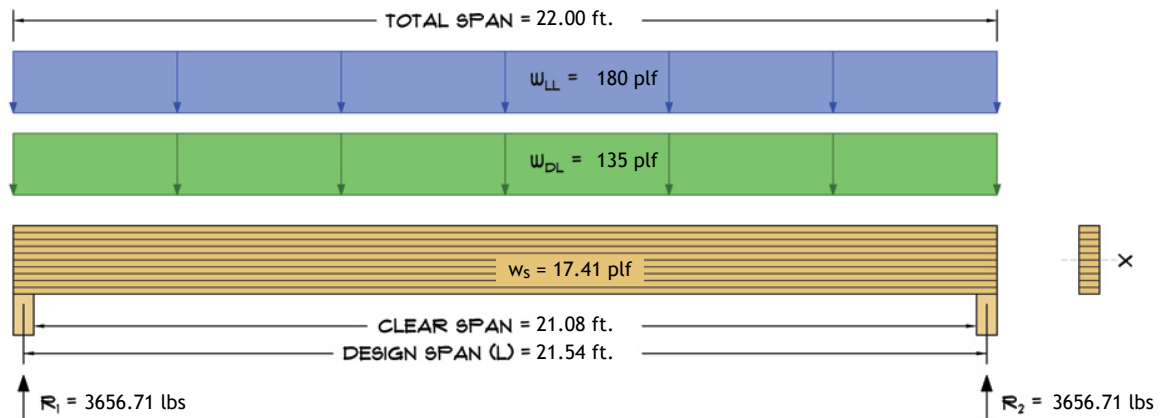 TOTAL SPAN = 22.00 ft.
wLL = 180 plf
wDL = 135 plf
ws = 17.41 plf
X
CLEAR SPAN = 21.08 ft.
DESIGN SPAN (L) = 21.54 ft.
R1 = 3656.71 lbs
R2 = 3656.71 lbs